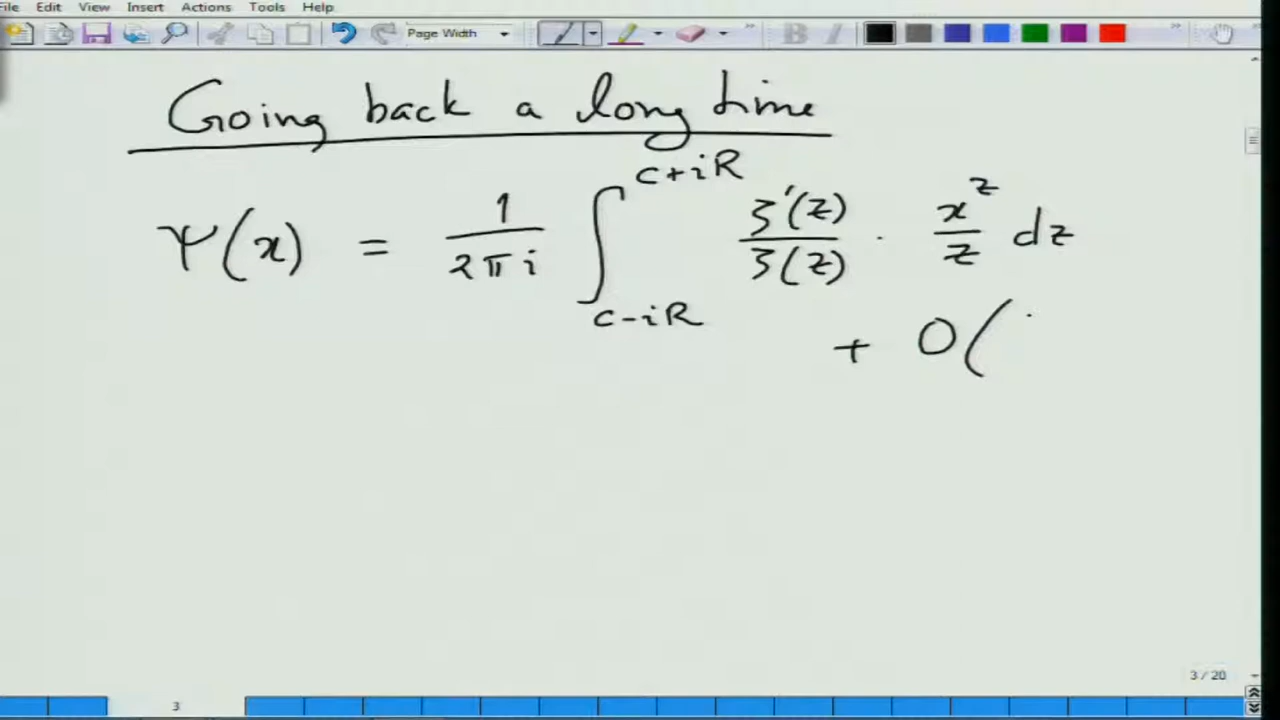 File Edit View Insert Actions Tools Help
Page Width
Going back a long time
ψ(x) = 1/2πi ∫_{c-iR}^{c+iR} ζ'(z)/ζ(z) · x^z/z dz
+ O(
3 / 20
3